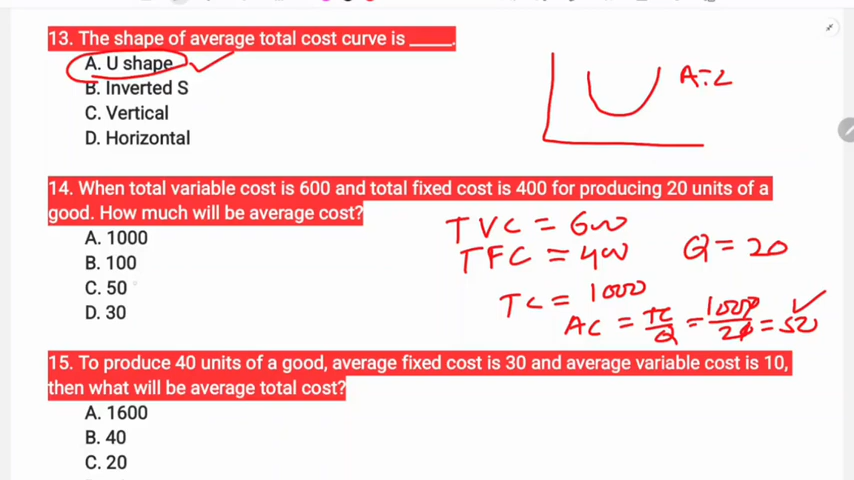 13. The shape of average total cost curve is _____.
A. U shape
B. Inverted S
C. Vertical
D. Horizontal
14. When total variable cost is 600 and total fixed cost is 400 for producing 20 units of a
good. How much will be average cost?
A. 1000
B. 100
C. 50
D. 30
TVC = 600
TFC = 400
Q = 20
TC = 1000
AC = TC/Q = 1000/20 = 50
15. To produce 40 units of a good, average fixed cost is 30 and average variable cost is 10,
then what will be average total cost?
A. 1600
B. 40
C. 20